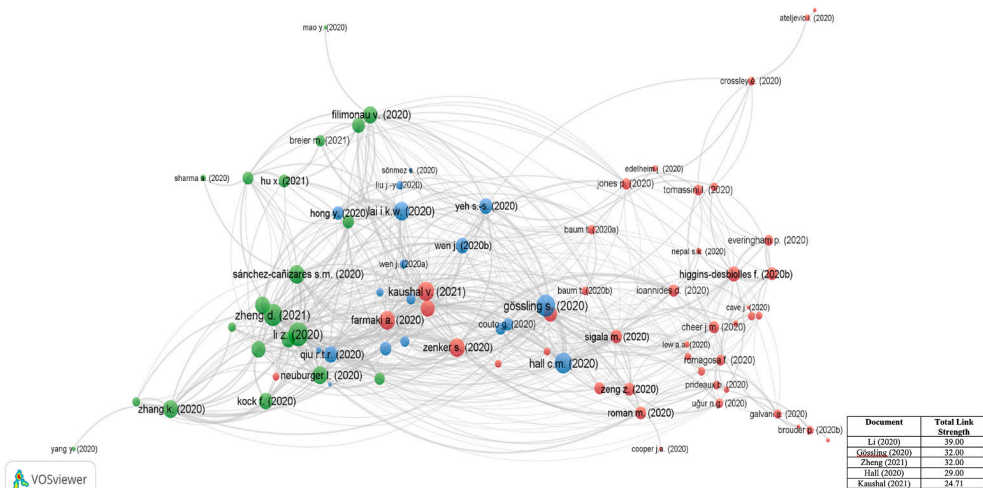 ateljevic i. (2020)
mao y. (2020)
crossley é. (2020)
filimonau v. (2020)
breier m. (2021)
sönmez s. (2020)
edelheim j. (2020)
sharma a. (2020)
hu x. (2021)
liu j.-y. (2020)
jones p. (2020)
tomassini l. (2020)
hong y. (2020)
lai i.k.w. (2020)
yeh s.-s. (2020)
baum t. (2020a)
wen j. (2020b)
everingham p. (2020)
nepal s.k. (2020)
wen j. (2020a)
sánchez-cañizares s.m. (2020)
higgins-desbiolles f. (2020b)
kaushal v. (2021)
baum t. (2020b)
ioannides d. (2020)
gössling s. (2020)
cave j. (2020)
zheng d. (2021)
farmaki a. (2020)
couto g. (2020)
cheer j.m. (2020)
li z. (2020)
sigala m. (2020)
lew a.a. (2020)
qiu r.t.r. (2020)
zenker s. (2020)
hall c.m. (2020)
romagosa f. (2020)
neuburger l. (2020)
zeng z. (2020)
prideaux b. (2020)
kock f. (2020)
uğur n.g. (2020)
zhang k. (2020)
roman m. (2020)
galvani a. (2020)
brouder p. (2020b)
yang y. (2020)
cooper j.a. (2020)
VOSviewer
Document Total Link Strength
Li (2020) 39.00
Gössling (2020) 32.00
Zheng (2021) 32.00
Hall (2020) 29.00
Kaushal (2021) 24.71